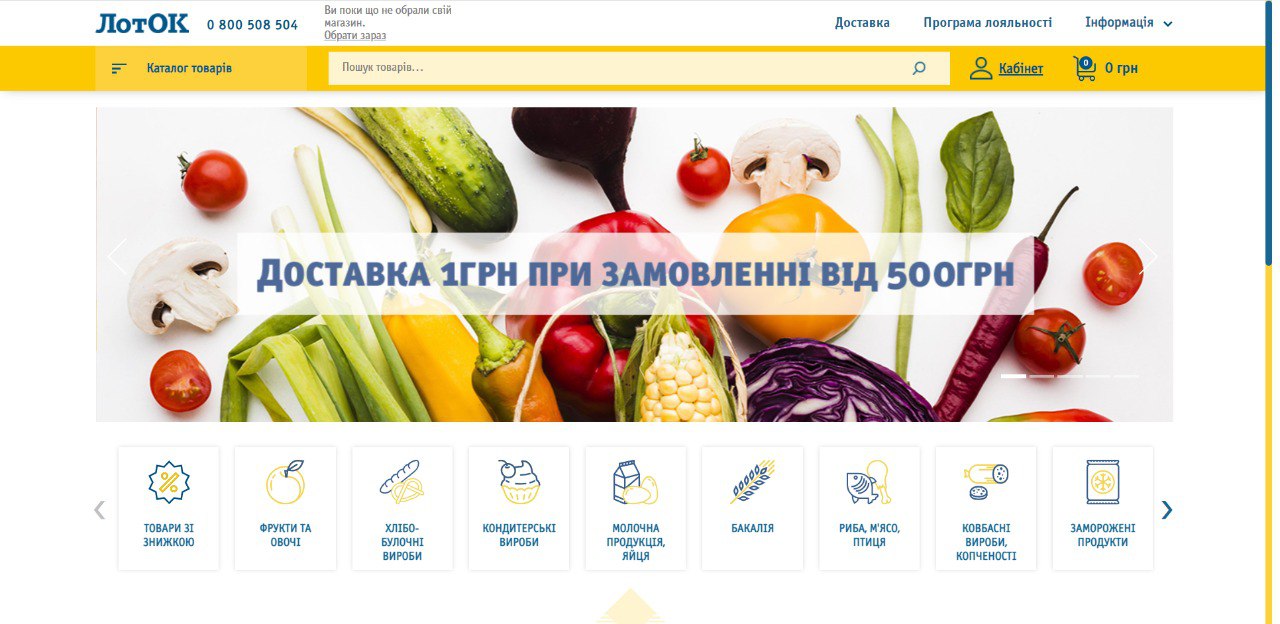 ЛотОК
0 800 508 504
Ви поки що не обрали свій
магазин.
Обрати зараз
Доставка
Програма лояльності
Інформація
Каталог товарів
Пошук товарів...
Кабінет
0
0 грн
Доставка 1грн при замовленні від 500грн
ТОВАРИ ЗІ
ЗНИЖКОЮ
ФРУКТИ ТА
ОВОЧІ
ХЛІБО-
БУЛОЧНІ
ВИРОБИ
КОНДИТЕРСЬКІ
ВИРОБИ
МОЛОЧНА
ПРОДУКЦІЯ,
ЯЙЦЯ
БАКАЛІЯ
РИБА, М'ЯСО,
ПТИЦЯ
КОВБАСНІ
ВИРОБИ,
КОПЧЕНОСТІ
ЗАМОРОЖЕНІ
ПРОДУКТИ